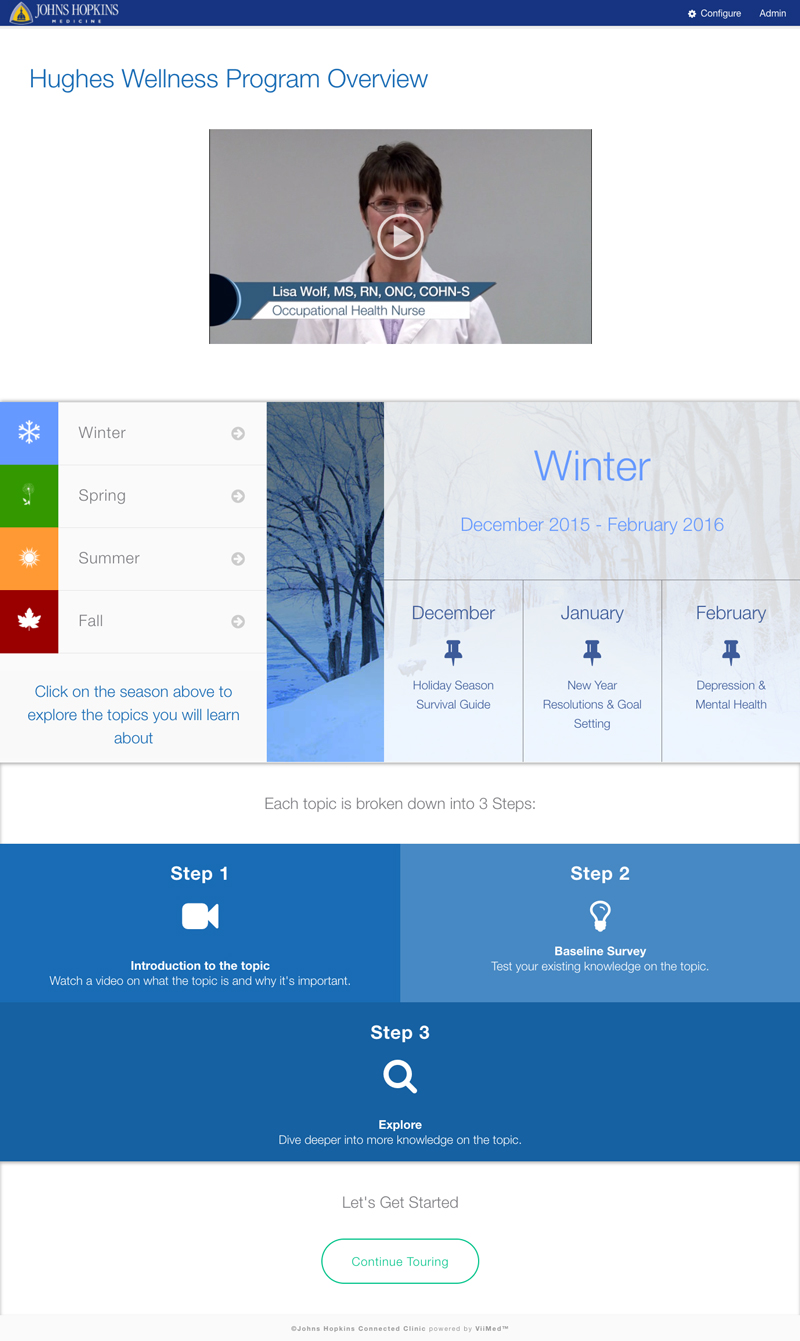 JOHNS HOPKINS
MEDICINE
Configure
Admin
Hughes Wellness Program Overview
Lisa Wolf, MS, RN, ONC, COHN-S
Occupational Health Nurse
Winter
Spring
Summer
Fall
Click on the season above to
explore the topics you will learn
about
Winter
December 2015 - February 2016
December
Holiday Season
Survival Guide
January
New Year
Resolutions & Goal
Setting
February
Depression &
Mental Health
Each topic is broken down into 3 Steps:
Step 1
Introduction to the topic
Watch a video on what the topic is and why it's important.
Step 2
Baseline Survey
Test your existing knowledge on the topic.
Step 3
Explore
Dive deeper into more knowledge on the topic.
Let's Get Started
Continue Touring
©Johns Hopkins Connected Clinic powered by ViiMed™